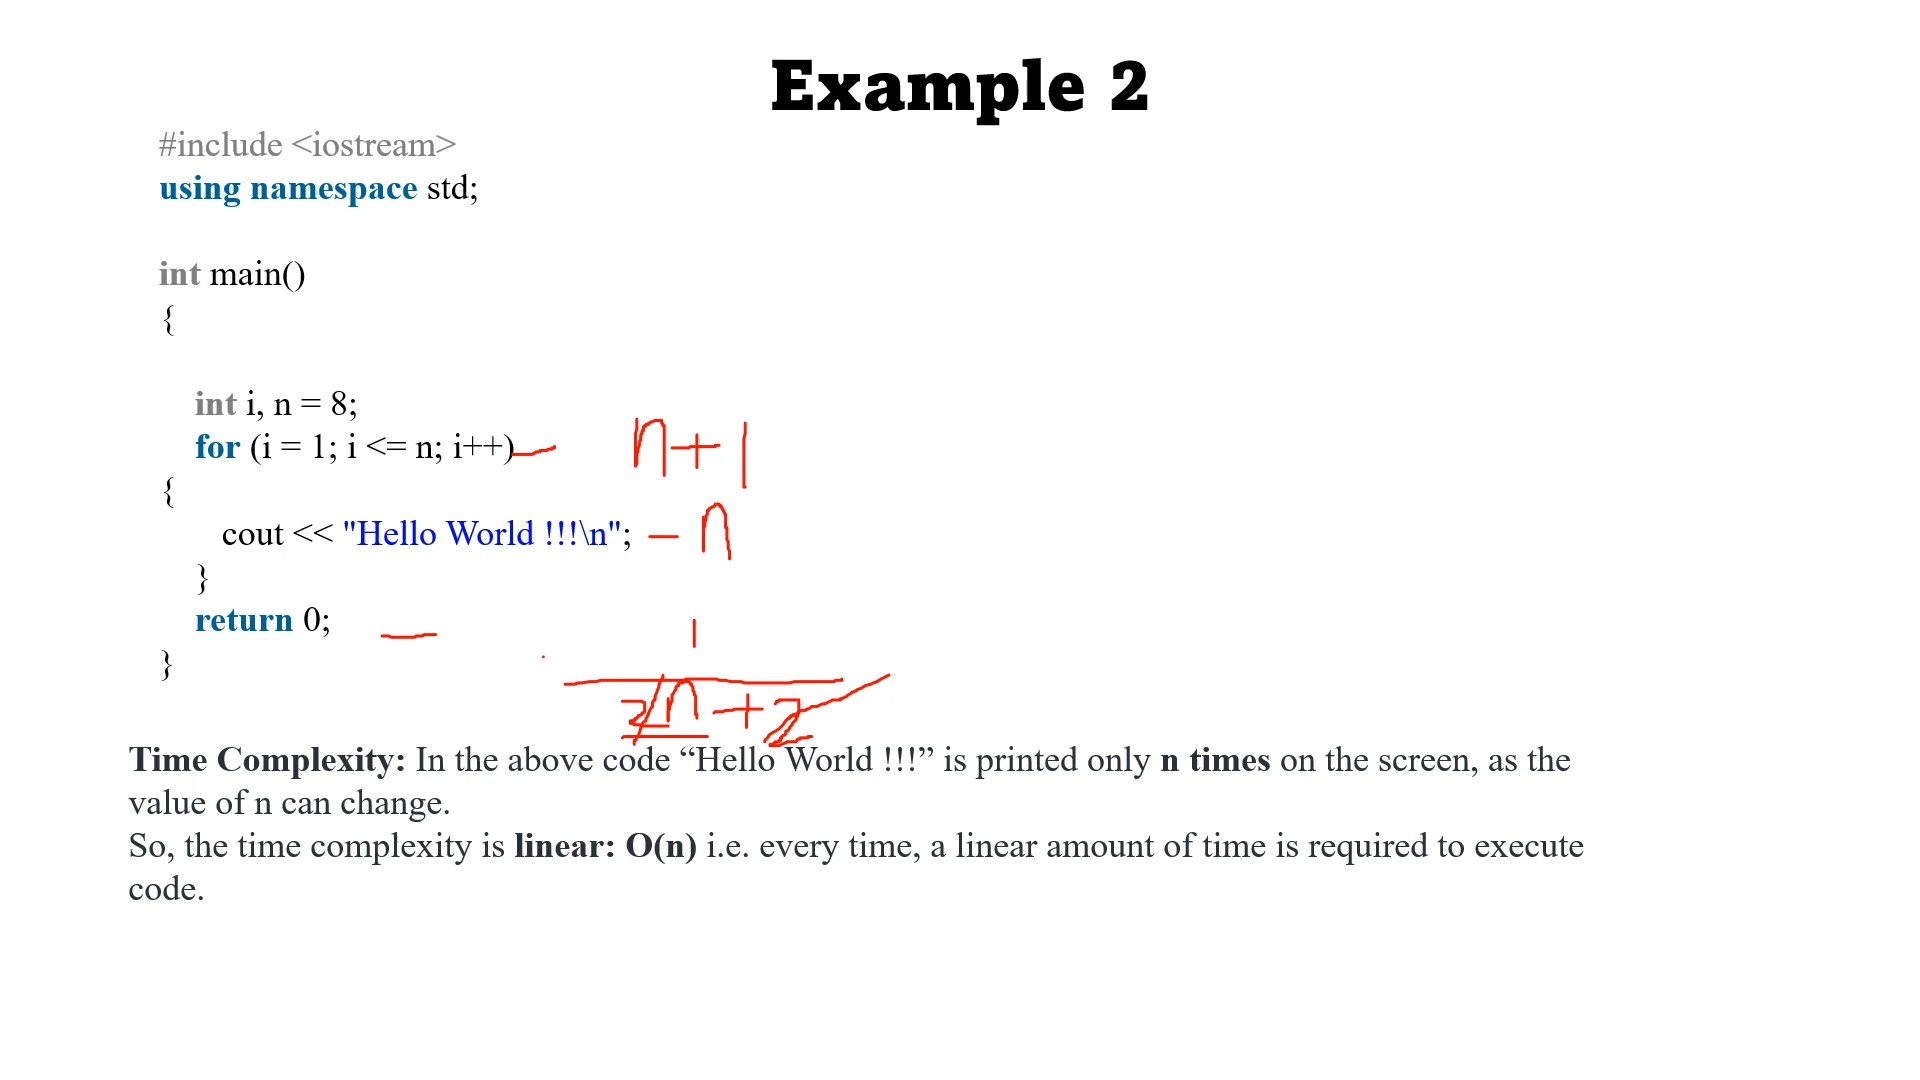 Example 2
#include <iostream>
using namespace std;
int main()
{
int i, n = 8;
for (i = 1; i <= n; i++) — n+1
{
cout << "Hello World !!!\n"; — n
}
return 0; — 1
}
2n+2
Time Complexity: In the above code “Hello World !!!” is printed only n times on the screen, as the
value of n can change.
So, the time complexity is linear: O(n) i.e. every time, a linear amount of time is required to execute
code.